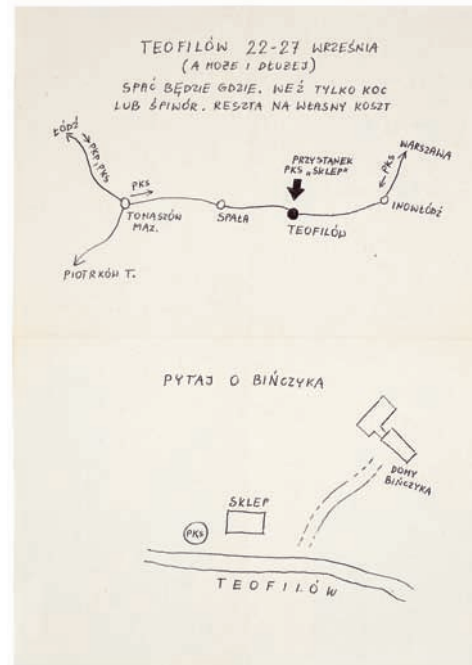 TEOFILÓW 22-27 WRZEŚNIA
(A MOŻE I DŁUŻEJ)
SPAĆ BĘDZIE GDZIE. WEŹ TYLKO KOC
LUB ŚPIWÓR. RESZTA NA WŁASNY KOSZT
ŁÓDŹ
PKP, PKS
PKS
TOMASZÓW
MAZ.
PIOTRKÓW T.
SPAŁA
PRZYSTANEK
PKS „SKLEP"
TEOFILÓW
WARSZAWA
PKS
INOWŁÓDZ
PYTAJ O BIŃCZYKA
DOMY
BIŃCZYKA
SKLEP
PKS
TEOFILÓW